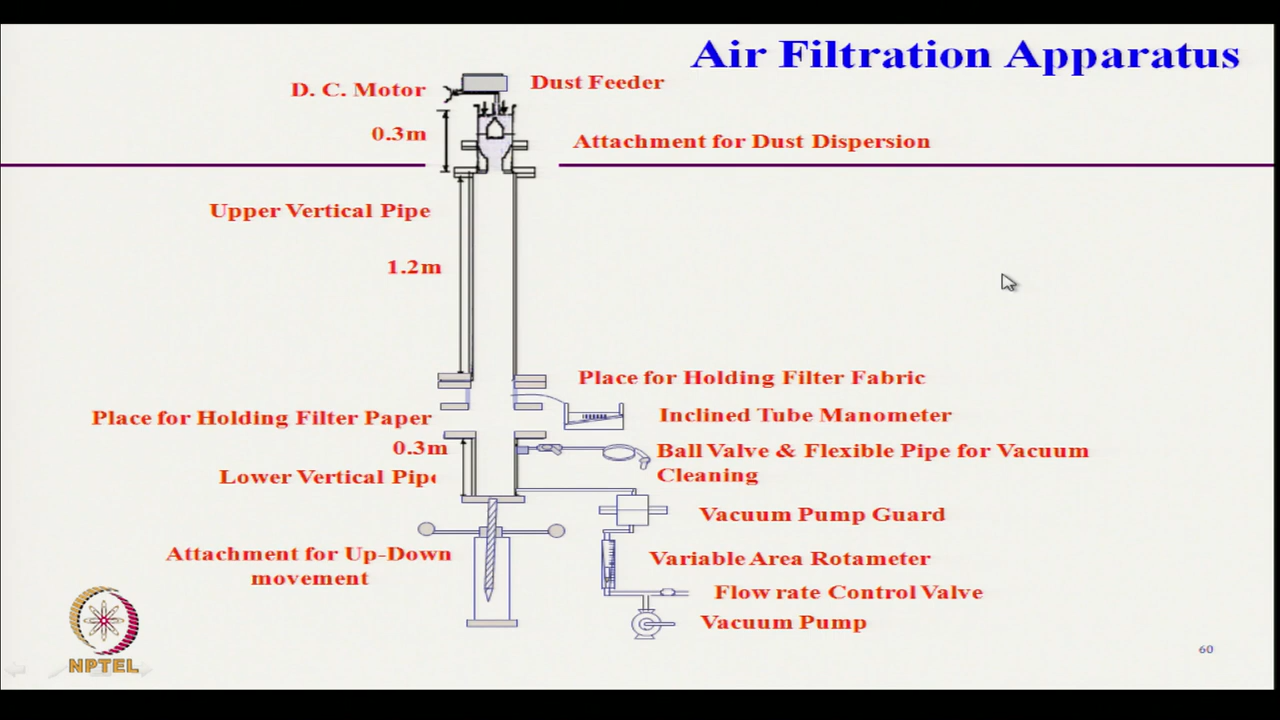 Air Filtration Apparatus
D. C. Motor
Dust Feeder
0.3m
Attachment for Dust Dispersion
Upper Vertical Pipe
1.2m
Place for Holding Filter Fabric
Place for Holding Filter Paper
Inclined Tube Manometer
0.3m
Ball Valve & Flexible Pipe for Vacuum
Cleaning
Lower Vertical Pipe
Vacuum Pump Guard
Attachment for Up-Down
movement
Variable Area Rotameter
Flow rate Control Valve
Vacuum Pump
60
NPTEL